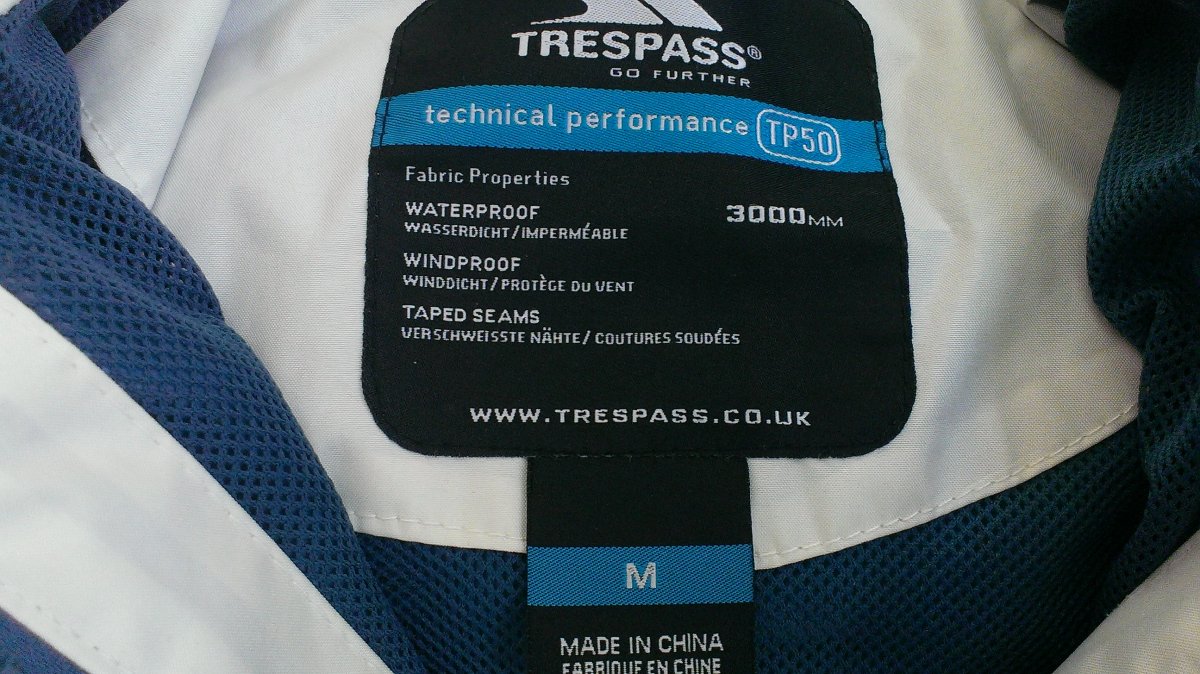 TRESPASS®
GO FURTHER
technical performance TP50
Fabric Properties
WATERPROOF 3000MM
WASSERDICHT/IMPERMÉABLE
WINDPROOF
WINDDICHT/PROTÈGE DU VENT
TAPED SEAMS
VERSCHWEISSTE NÄHTE/ COUTURES SOUDÉES
WWW.TRESPASS.CO.UK
M
MADE IN CHINA
FABRIQUE EN CHINE